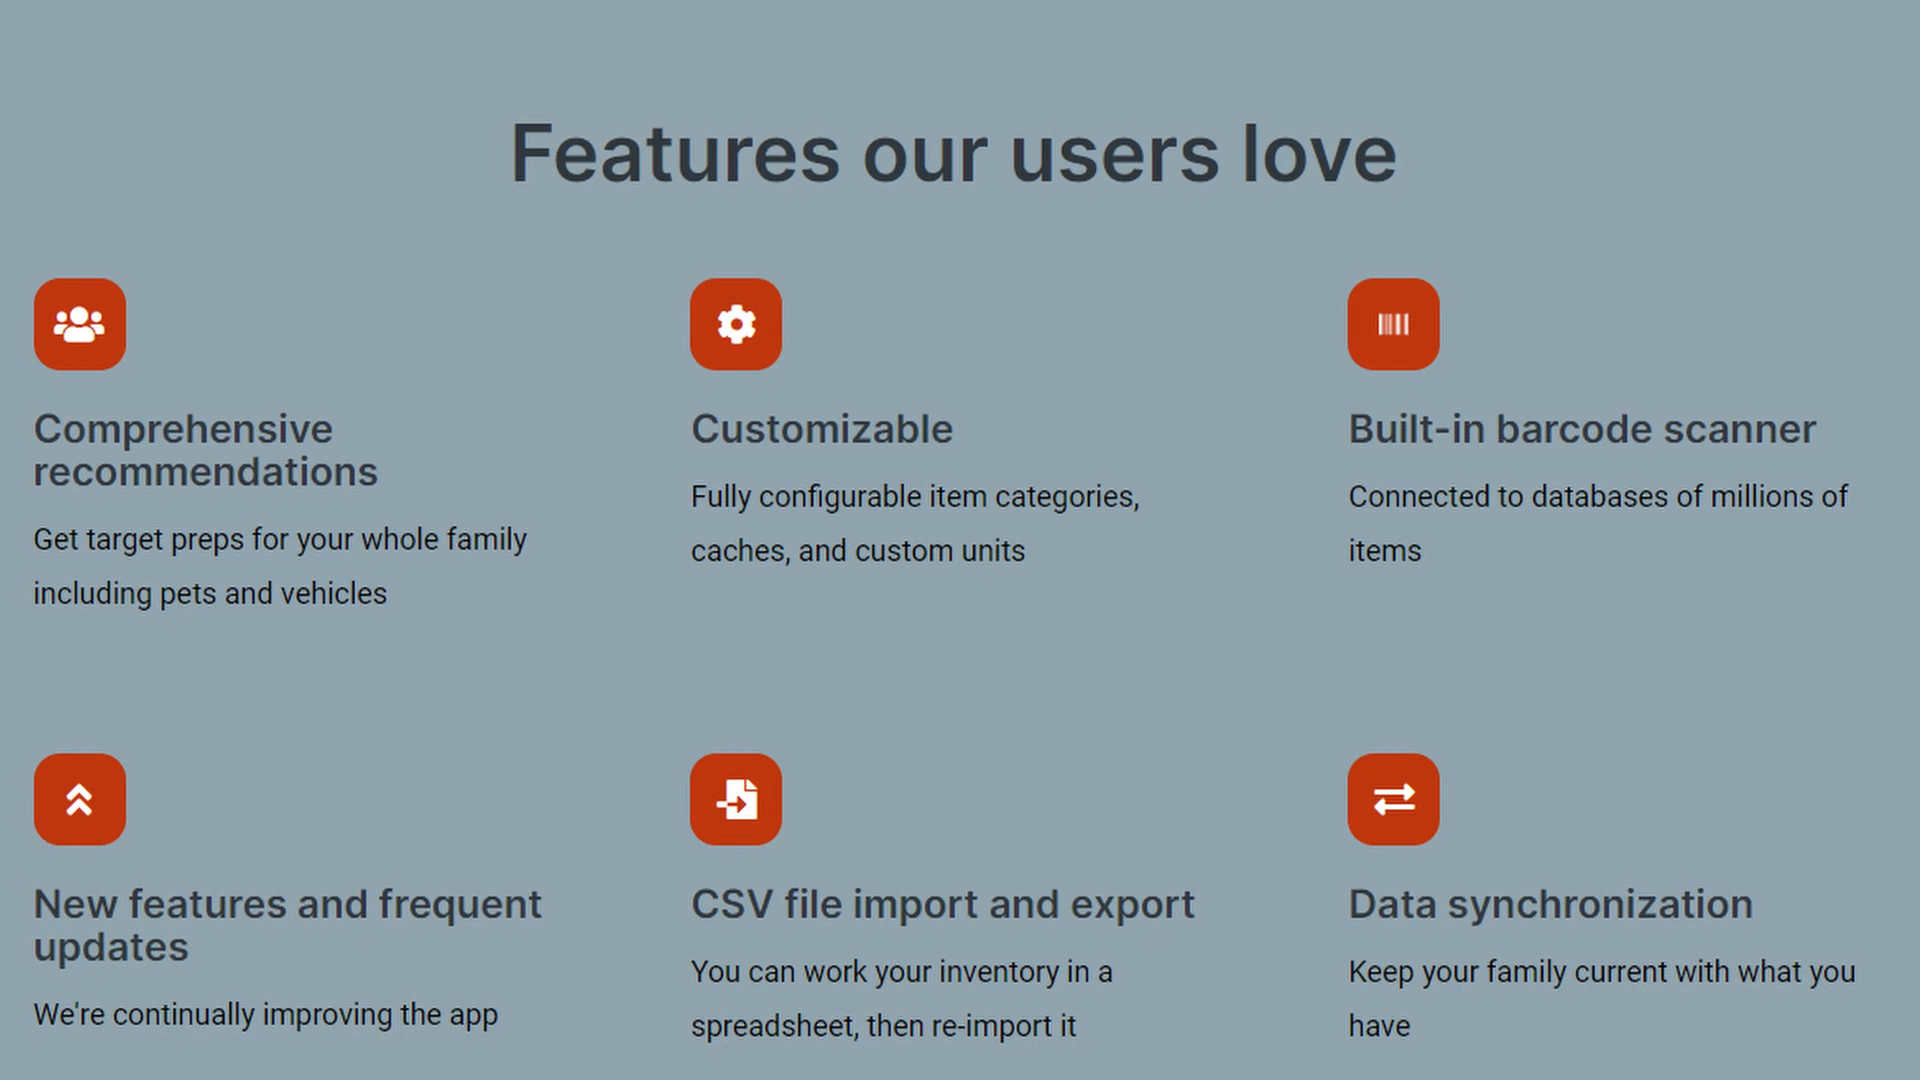 Features our users love
Comprehensive
recommendations
Get target preps for your whole family
including pets and vehicles
Customizable
Fully configurable item categories,
caches, and custom units
Built-in barcode scanner
Connected to databases of millions of
items
New features and frequent
updates
We're continually improving the app
CSV file import and export
You can work your inventory in a
spreadsheet, then re-import it
Data synchronization
Keep your family current with what you
have